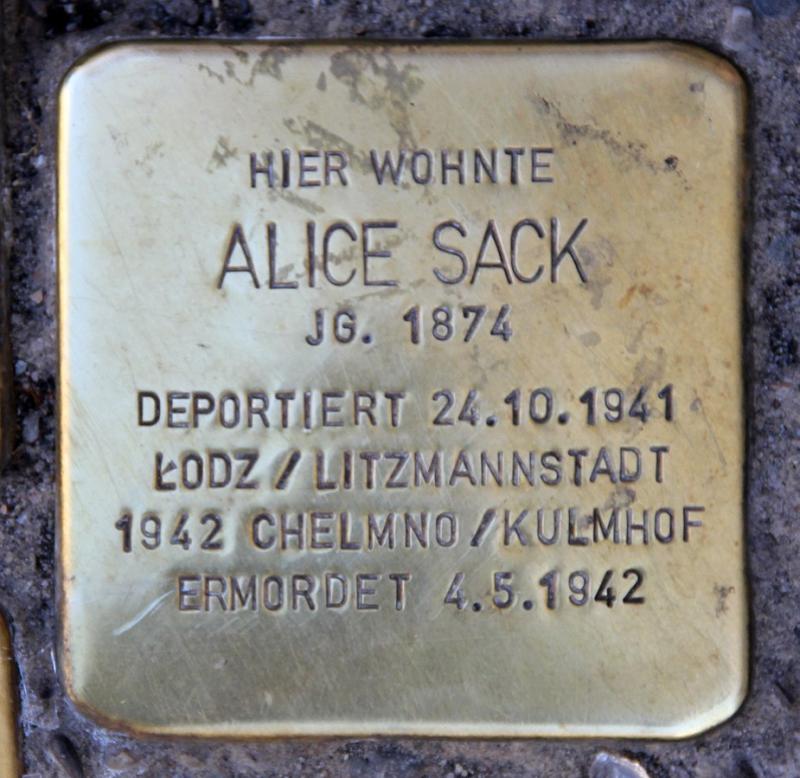 HIER WOHNTE
ALICE SACK
JG. 1874
DEPORTIERT 24.10.1941
ŁODZ / LITZMANNSTADT
1942 CHELMNO / KULMHOF
ERMORDET 4.5.1942